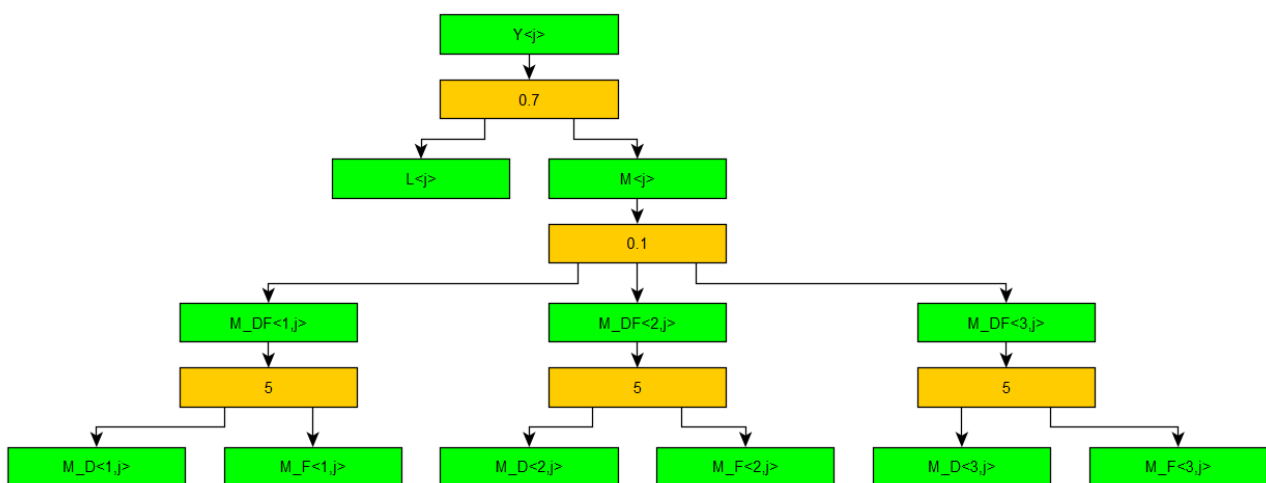 Y<j>
0.7
L<j>
M<j>
0.1
M_DF<1,j>
M_DF<2,j>
M_DF<3,j>
5
5
5
M_D<1,j>
M_F<1,j>
M_D<2,j>
M_F<2,j>
M_D<3,j>
M_F<3,j>